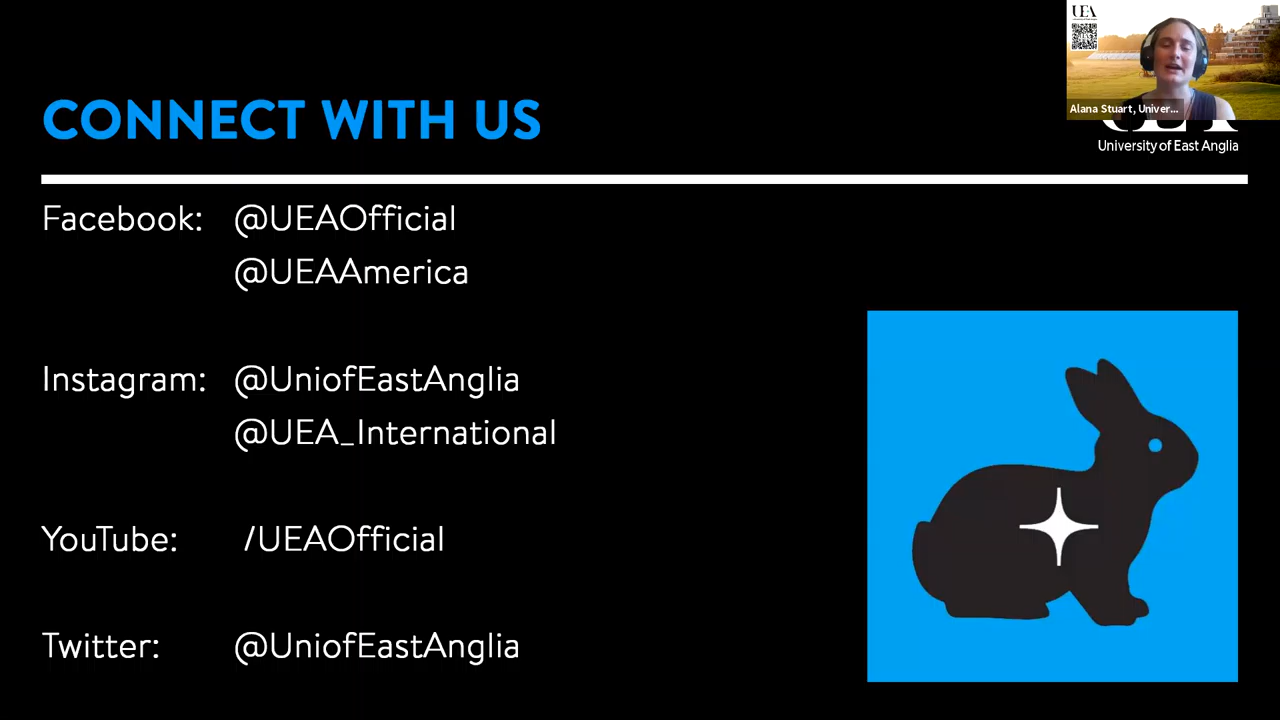 UEA
Alana Stuart, Univer...
CONNECT WITH US
University of East Anglia
Facebook: @UEAOfficial
@UEAAmerica
Instagram: @UniofEastAnglia
@UEA_International
YouTube: /UEAOfficial
Twitter: @UniofEastAnglia